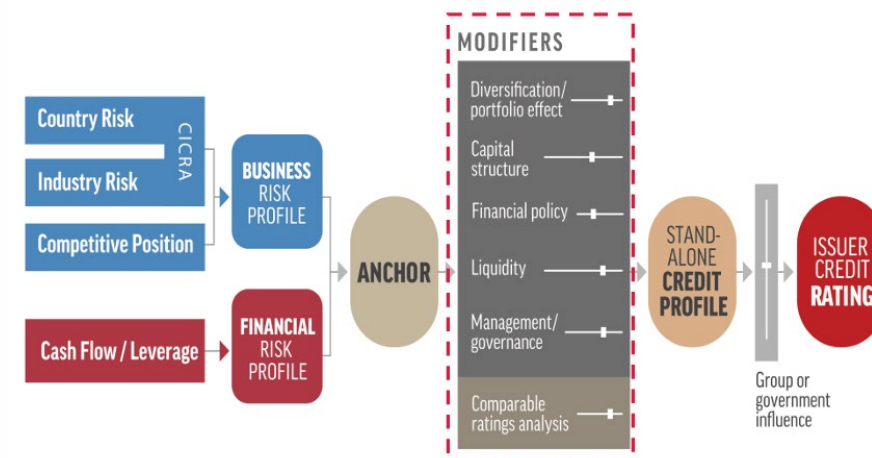 MODIFIERS
Country Risk
CICRA
Industry Risk
Competitive Position
Cash Flow / Leverage
BUSINESS
RISK
PROFILE
FINANCIAL
RISK
PROFILE
ANCHOR
Diversification/
portfolio effect
Capital
structure
Financial policy
Liquidity
Management/
governance
Comparable
ratings analysis
STAND-
ALONE
CREDIT
PROFILE
Group or
government
influence
ISSUER
CREDIT
RATING